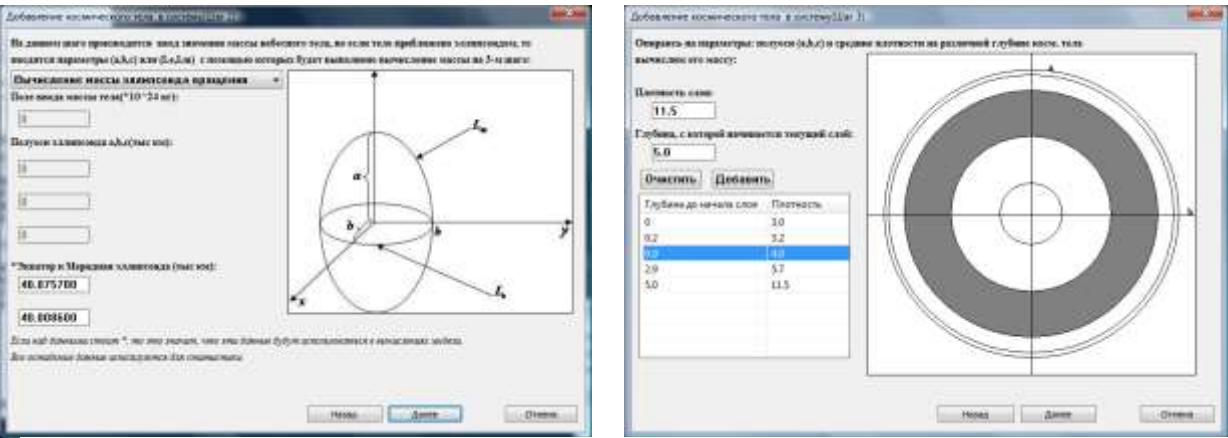 Добавление космического тела в систему(Шаг 2)
На данном шаге производится ввод значения массы небесного тела, но если тело приближенно эллипсоидом, то
вводятся параметры (a,b,c) или (Lэ,Lм) с помощью которых будет выполнено вычисление массы на 3-м шаге:
Вычисление массы эллипсоида вращения
Поле ввода массы тела(*10^24 кг):
0
Полуоси эллипсоида a,b,c(тыс км):
0
0
0
*Экватор и Меридиан эллипсоида (тыс км):
40.075700
40.008600
a
b
b
x
y
Если над данными стоит *, то это значит, что эти данные будут использоваться в вычислениях модели.
Все остальные данные используются для статистики.
Назад
Далее
Отмена
Добавление космического тела в систему(Шаг 3)
Опираясь на параметры: полуоси (a,b,c) и средние плотности на различной глубине косм. тела
вычислим его массу:
Плотность слоя:
11.5
Глубина, с которой начинается текущий слой:
5.0
Очистить
Добавить
Глубина до начала слоя Плотность
0 3.0
0.2 3.2
4.0
2.9 5.7
5.0 11.5
a
b
Назад
Далее
Отмена